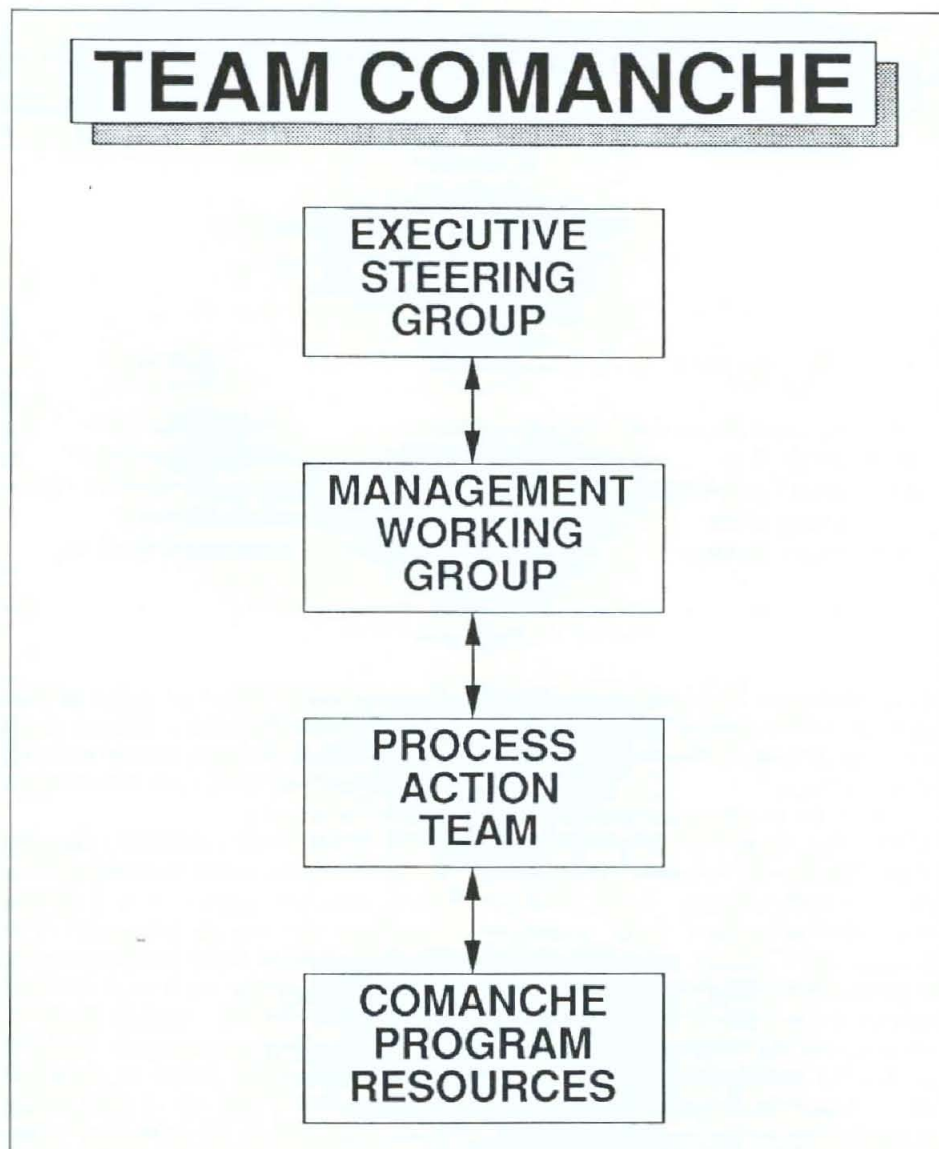 TEAM COMANCHE
EXECUTIVE
STEERING
GROUP
MANAGEMENT
WORKING
GROUP
PROCESS
ACTION
TEAM
COMANCHE
PROGRAM
RESOURCES